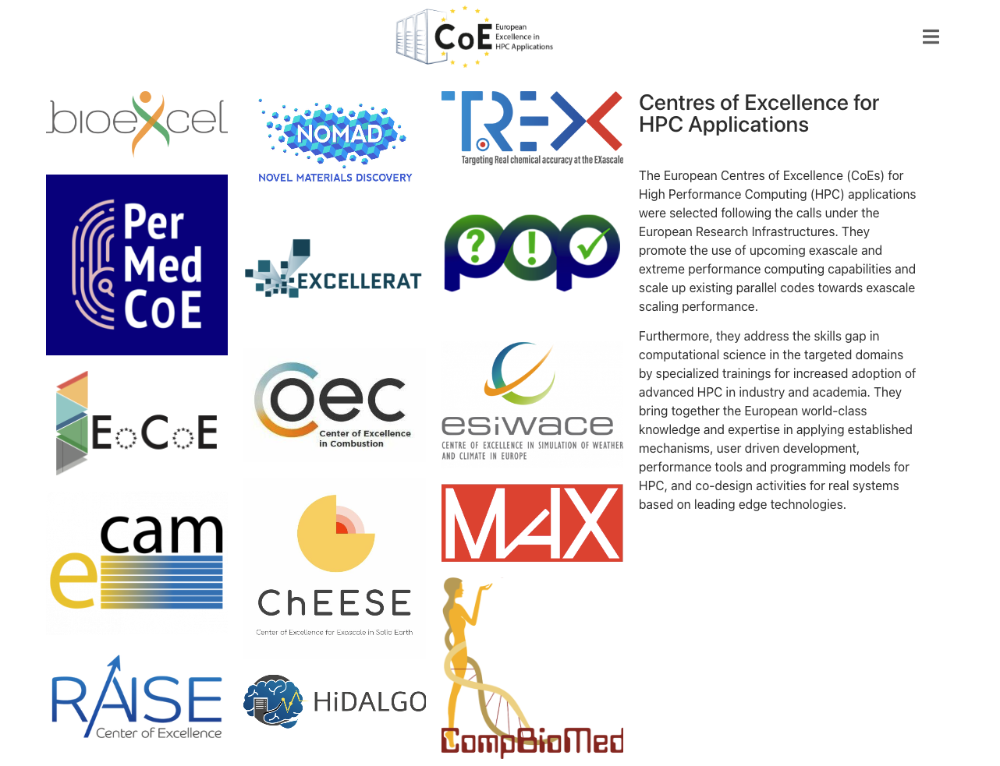 CoE
European
Excellence in
HPC Applications
bioexcel
Per
Med
CoE
EoCoE
e
cam
RAISE
Center of Excellence
NOMAD
NOVEL MATERIALS DISCOVERY
EXCELLERAT
Coec
Center of Excellence
in Combustion
ChEESE
Center of Excellence for Exascale in Solid Earth
HiDALGO
TREX
Targeting Real chemical accuracy at the EXascale
pop
? !
esiwace
CENTRE OF EXCELLENCE IN SIMULATION OF WEATHER
AND CLIMATE IN EUROPE
MAX
CompBioMed
Centres of Excellence for
HPC Applications
The European Centres of Excellence (CoEs) for
High Performance Computing (HPC) applications
were selected following the calls under the
European Research Infrastructures. They
promote the use of upcoming exascale and
extreme performance computing capabilities and
scale up existing parallel codes towards exascale
scaling performance.
Furthermore, they address the skills gap in
computational science in the targeted domains
by specialized trainings for increased adoption of
advanced HPC in industry and academia. They
bring together the European world-class
knowledge and expertise in applying established
mechanisms, user driven development,
performance tools and programming models for
HPC, and co-design activities for real systems
based on leading edge technologies.